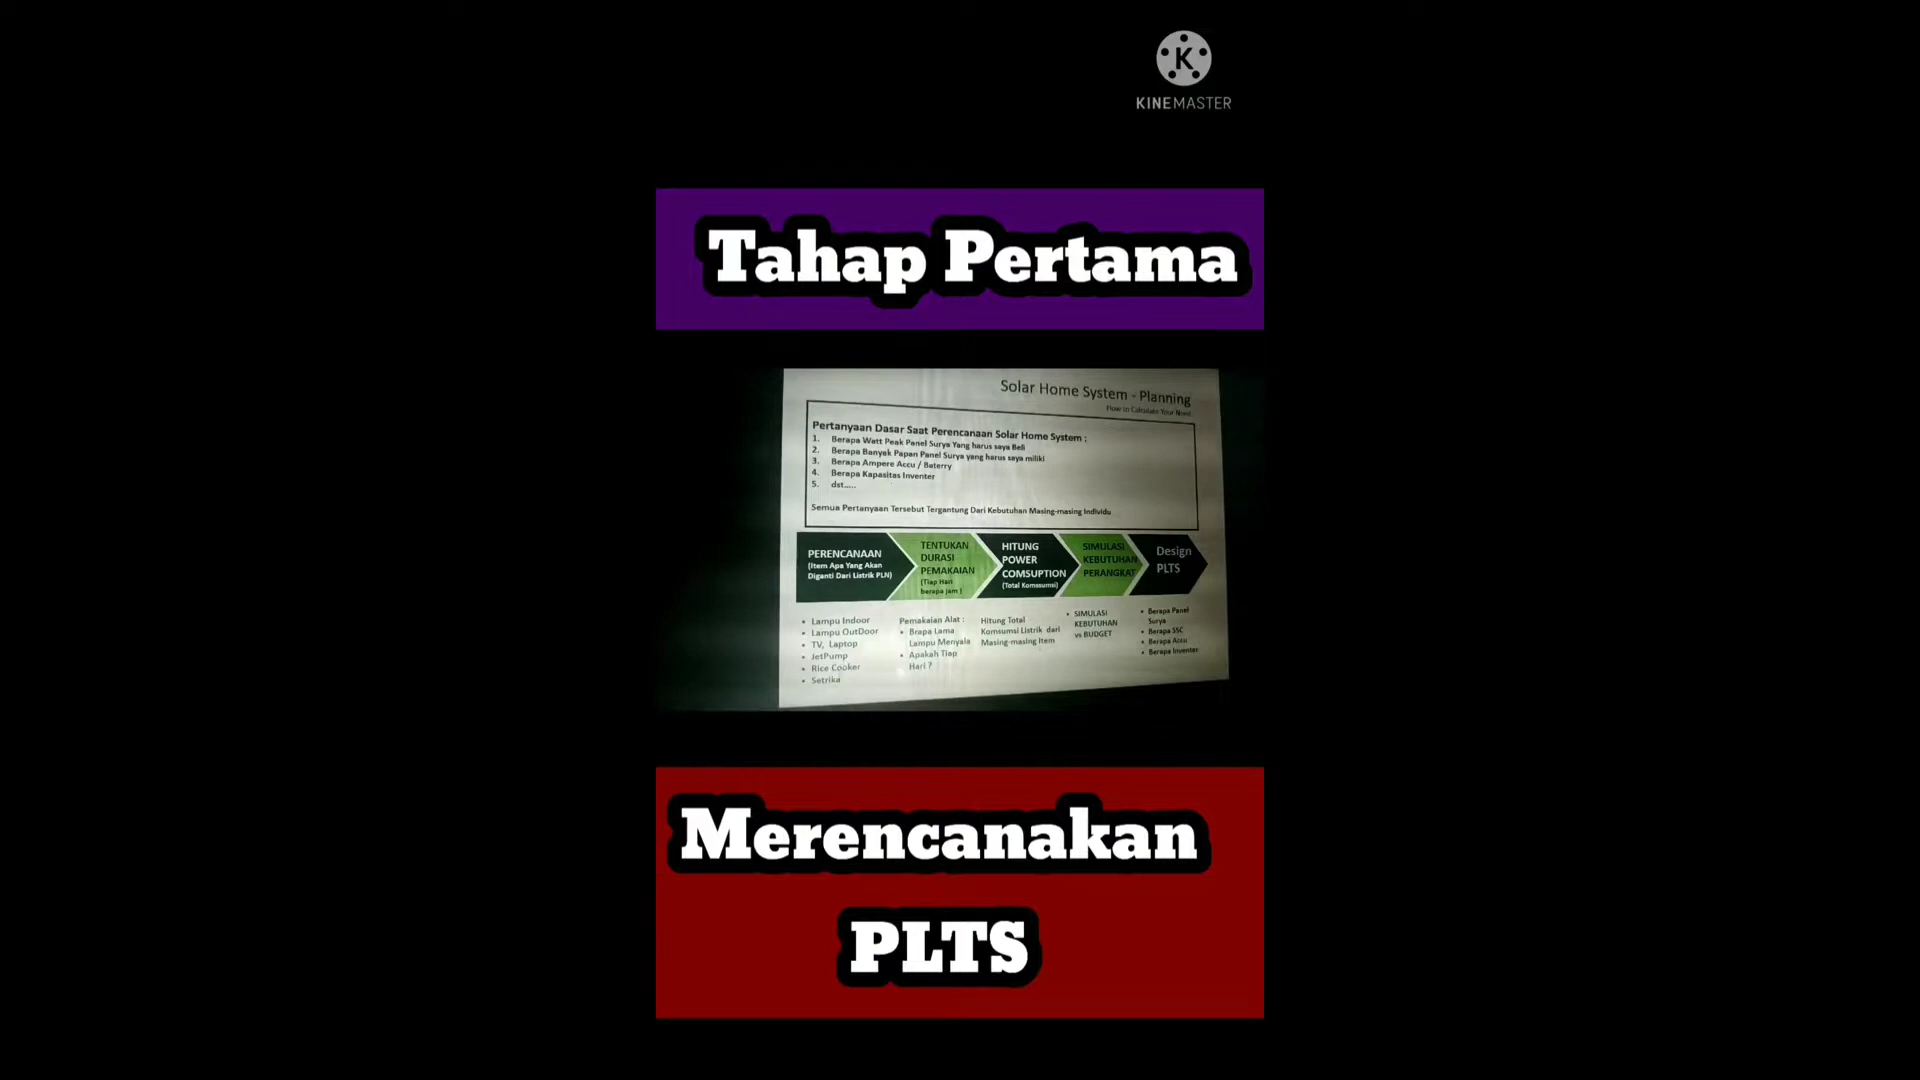 KINEMASTER
Tahap Pertama
Solar Home System - Planning
How to Calculate Your Need
Pertanyaan Dasar Saat Perencanaan Solar Home System :
1. Berapa Watt Peak Panel Surya Yang harus saya Beli
2. Berapa Banyak Papan Panel Surya yang harus saya miliki
3. Berapa Ampere Accu / Baterry
4. Berapa Kapasitas Inventer
5. dst.....
Semua Pertanyaan Tersebut Tergantung Dari Kebutuhan Masing-masing Individu
PERENCANAAN
(Item Apa Yang Akan
Diganti Dari Listrik PLN)
TENTUKAN
DURASI
PEMAKAIAN
(Tiap Hari
berapa jam )
HITUNG
POWER
COMSUPTION
(Total Komssumsi)
SIMULASI
KEBUTUHAN
PERANGKAT
Design
PLTS
• Lampu Indoor
• Lampu OutDoor
• TV, Laptop
• JetPump
• Rice Cooker
• Setrika
Pemakaian Alat :
• Brapa Lama
Lampu Menyala
• Apakah Tiap
Hari ?
Hitung Total
Komsumsi Listrik dari
Masing-masing Item
• SIMULASI
KEBUTUHAN
vs BUDGET
• Berapa Panel
Surya
• Berapa SSC
• Berapa Accu
• Berapa Inventer
Merencanakan
PLTS